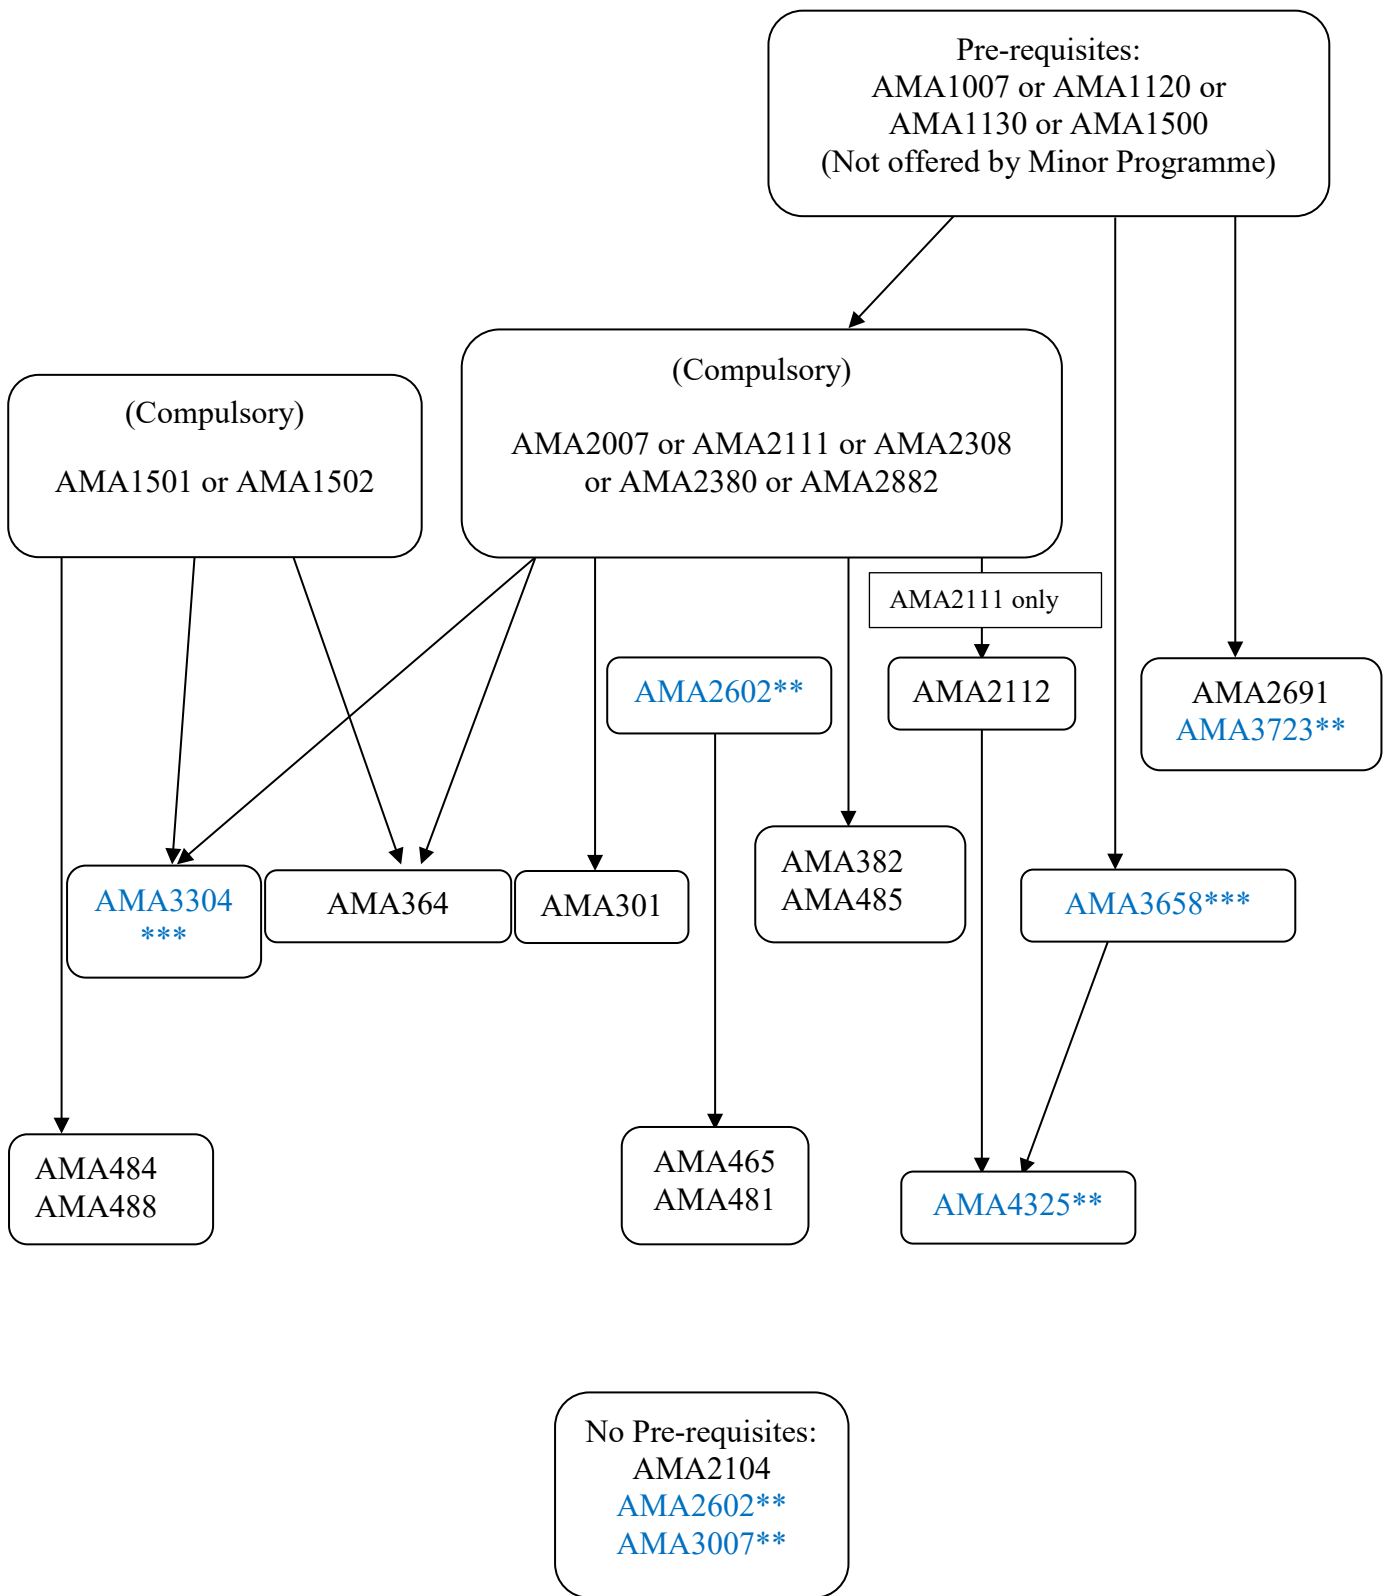 Pre-requisites:
AMA1007 or AMA1120 or
AMA1130 or AMA1500
(Not offered by Minor Programme)
(Compulsory)
AMA1501 or AMA1502
(Compulsory)
AMA2007 or AMA2111 or AMA2308
or AMA2380 or AMA2882
AMA2111 only
AMA2602**
AMA2112
AMA2691
AMA3723**
AMA3304
***
AMA364
AMA301
AMA382
AMA485
AMA3658***
AMA484
AMA488
AMA465
AMA481
AMA4325**
No Pre-requisites:
AMA2104
AMA2602**
AMA3007**